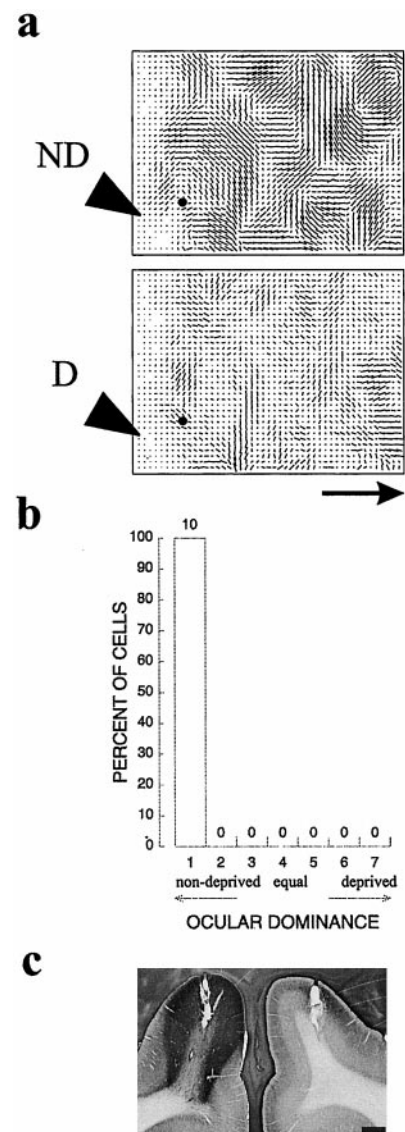 a
ND
D
b
10
100
90
80
70
60
50
40
30
20
10
0
PERCENT OF CELLS
0 0 0 0 0 0
1 2 3 4 5 6 7
non-deprived equal deprived
OCULAR DOMINANCE
c